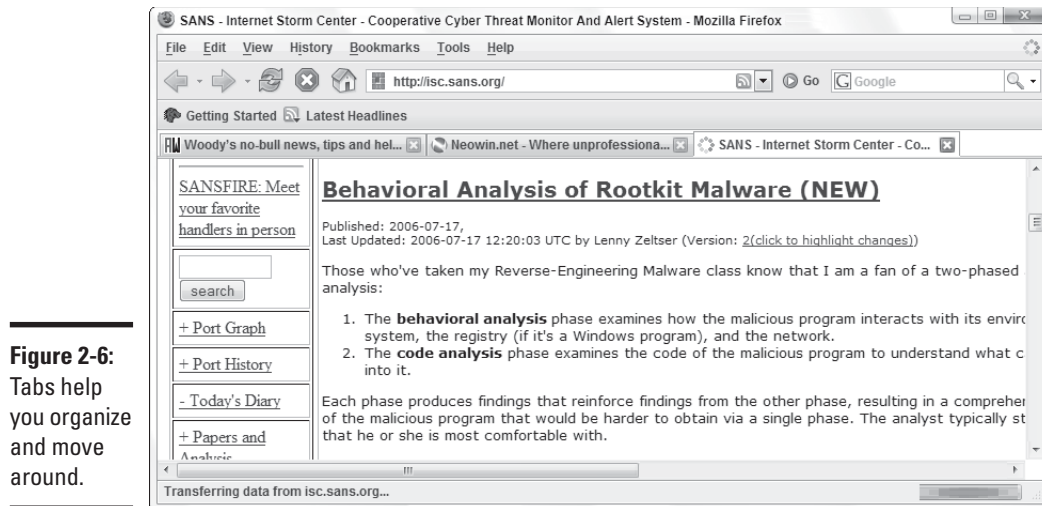 SANS - Internet Storm Center - Cooperative Cyber Threat Monitor And Alert System - Mozilla Firefox
File Edit View History Bookmarks Tools Help
http://isc.sans.org/ Go G Google
Getting Started Latest Headlines
Woody's no-bull news, tips and hel... Neowin.net - Where unprofessiona... SANS - Internet Storm Center - Co...
SANSFIRE: Meet
your favorite
handlers in person
search
+ Port Graph
+ Port History
- Today's Diary
+ Papers and
Analysis
Behavioral Analysis of Rootkit Malware (NEW)
Published: 2006-07-17,
Last Updated: 2006-07-17 12:20:03 UTC by Lenny Zeltser (Version: 2(click to highlight changes))
Those who've taken my Reverse-Engineering Malware class know that I am a fan of a two-phased
analysis:
1. The behavioral analysis phase examines how the malicious program interacts with its enviro
system, the registry (if it's a Windows program), and the network.
2. The code analysis phase examines the code of the malicious program to understand what c
into it.
Each phase produces findings that reinforce findings from the other phase, resulting in a comprehen
of the malicious program that would be harder to obtain via a single phase. The analyst typically st
that he or she is most comfortable with.
Transferring data from isc.sans.org...
Figure 2-6:
Tabs help
you organize
and move
around.